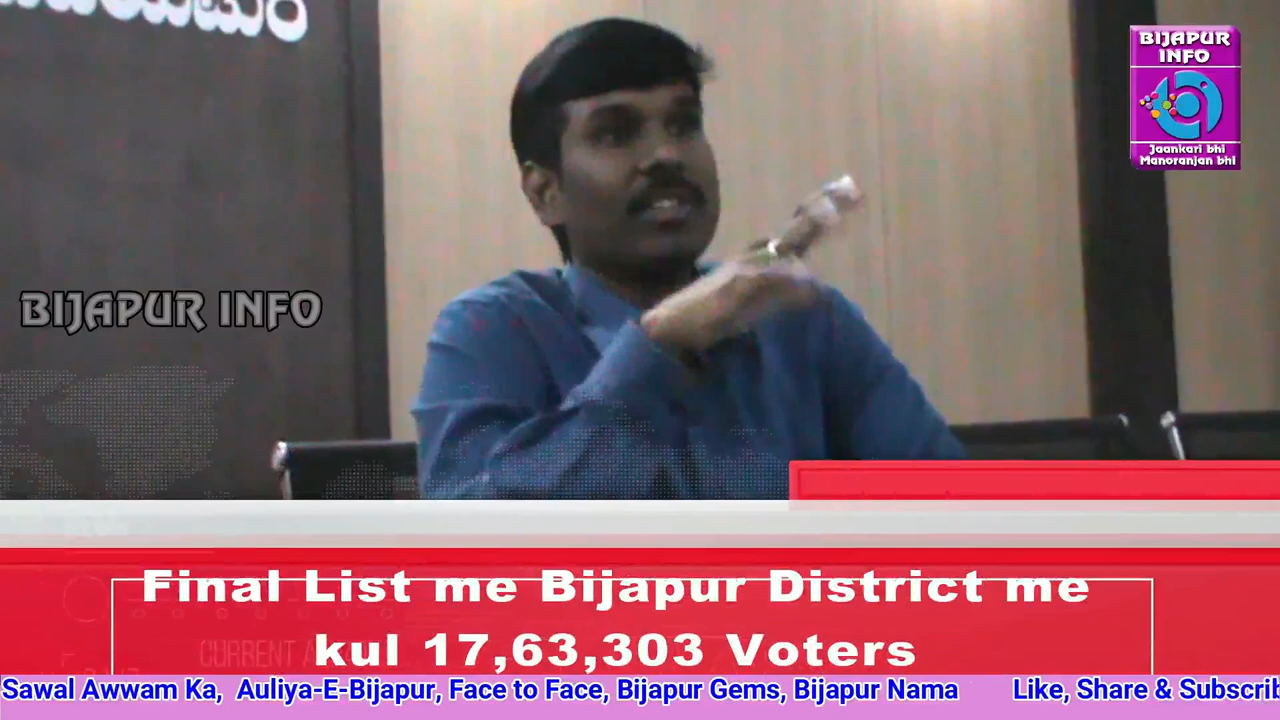 BIJAPUR
INFO
Jaankari bhi
Manoranjan bhi
BIJAPUR INFO
Final List me Bijapur District me
kul 17,63,303 Voters
Sawal Awwam Ka, Auliya-E-Bijapur, Face to Face, Bijapur Gems, Bijapur Nama Like, Share & Subscrib